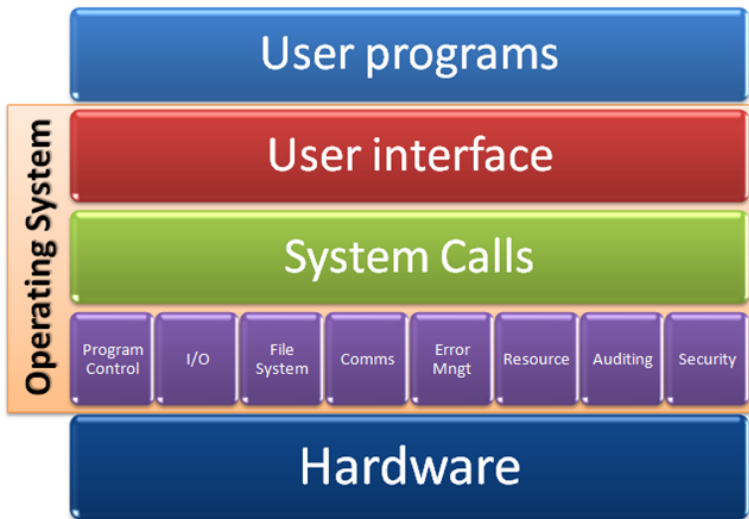 User programs
Operating System
User interface
System Calls
Program
Control
I/O
File
System
Comms
Error
Mngt
Resource
Auditing
Security
Hardware